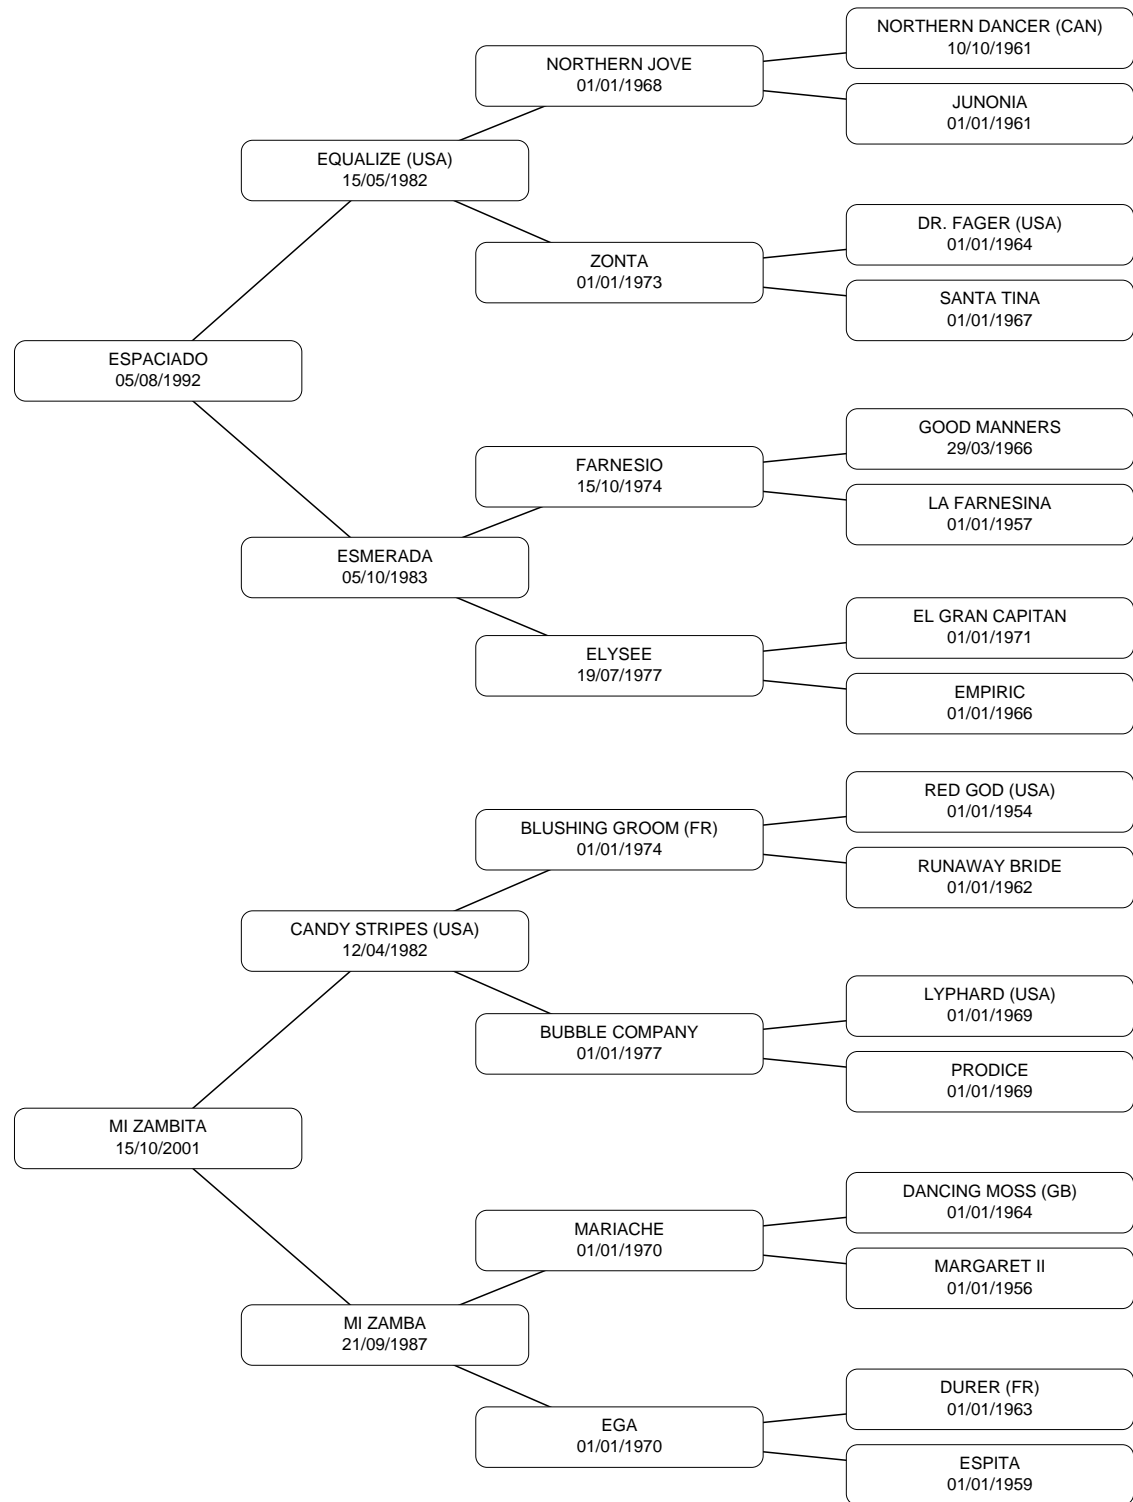 NORTHERN DANCER (CAN)
10/10/1961
NORTHERN JOVE
01/01/1968
JUNONIA
01/01/1961
EQUALIZE (USA)
15/05/1982
DR. FAGER (USA)
01/01/1964
ZONTA
01/01/1973
SANTA TINA
01/01/1967
ESPACIADO
05/08/1992
GOOD MANNERS
29/03/1966
FARNESIO
15/10/1974
LA FARNESINA
01/01/1957
ESMERADA
05/10/1983
EL GRAN CAPITAN
01/01/1971
ELYSEE
19/07/1977
EMPIRIC
01/01/1966
RED GOD (USA)
01/01/1954
BLUSHING GROOM (FR)
01/01/1974
RUNAWAY BRIDE
01/01/1962
CANDY STRIPES (USA)
12/04/1982
LYPHARD (USA)
01/01/1969
BUBBLE COMPANY
01/01/1977
PRODICE
01/01/1969
MI ZAMBITA
15/10/2001
DANCING MOSS (GB)
01/01/1964
MARIACHE
01/01/1970
MARGARET II
01/01/1956
MI ZAMBA
21/09/1987
DURER (FR)
01/01/1963
EGA
01/01/1970
ESPITA
01/01/1959